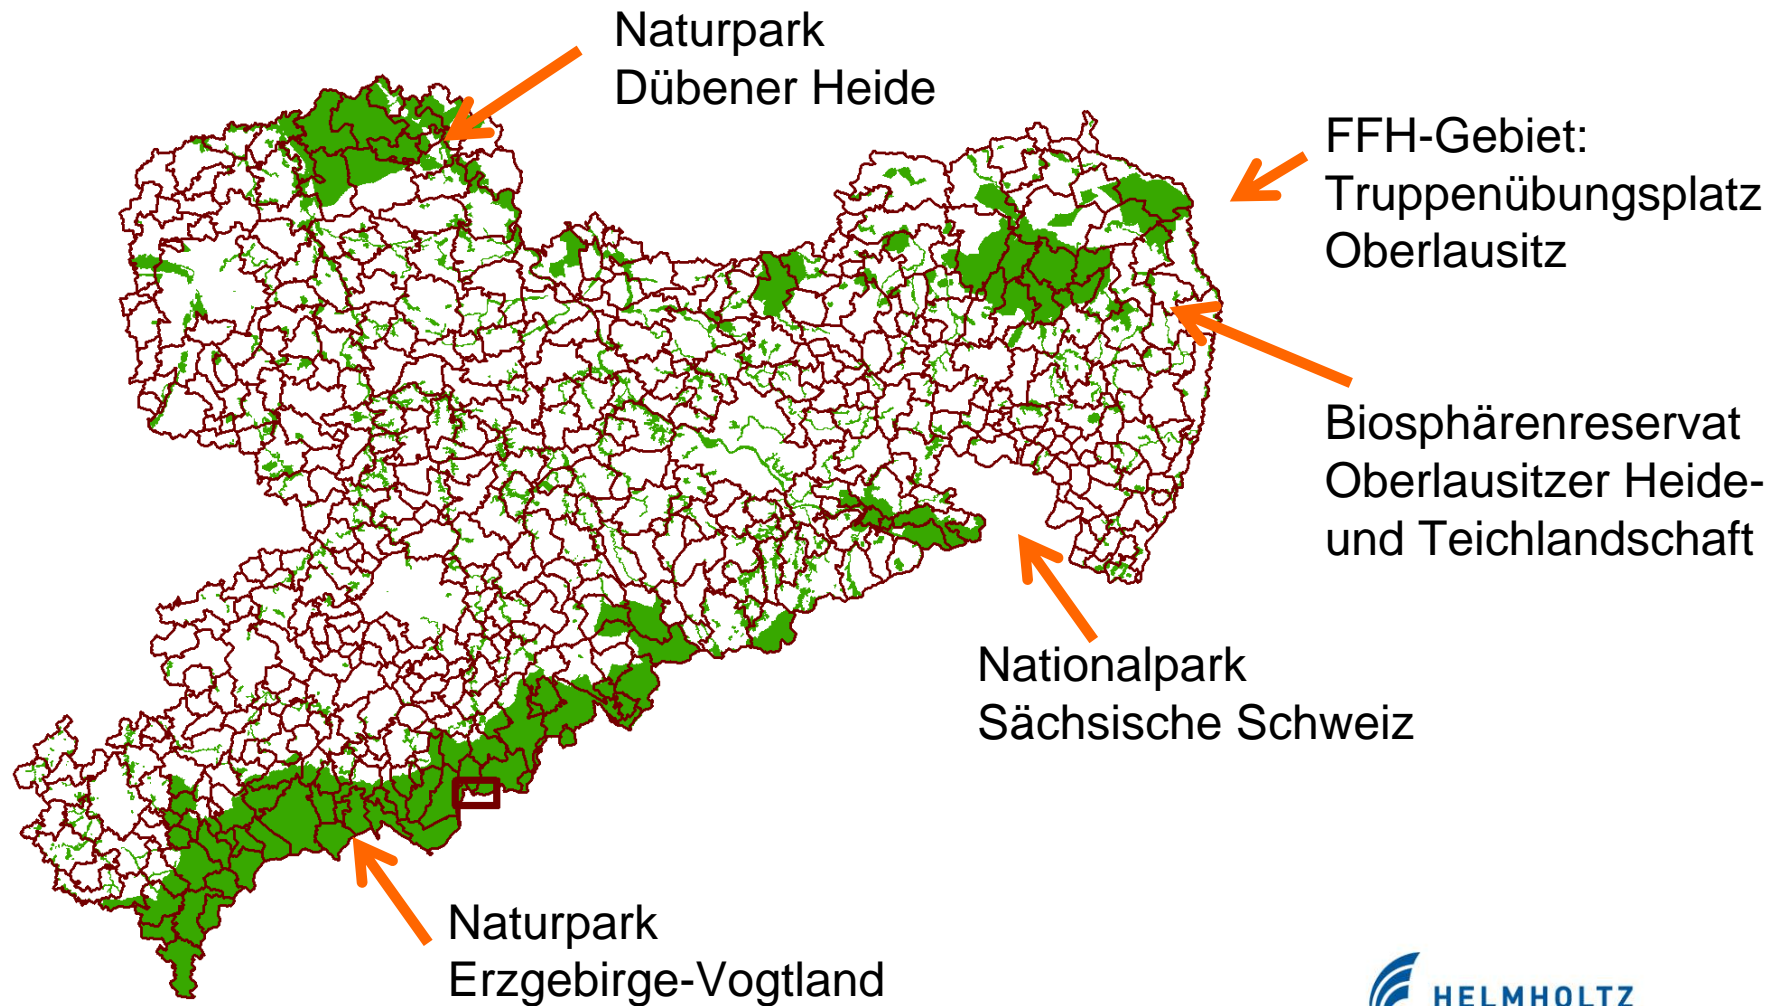 Naturpark
Dübener Heide
FFH-Gebiet:
Truppenübungsplatz
Oberlausitz
Biosphärenreservat
Oberlausitzer Heide-
und Teichlandschaft
Nationalpark
Sächsische Schweiz
Naturpark
Erzgebirge-Vogtland
HELMHOLTZ